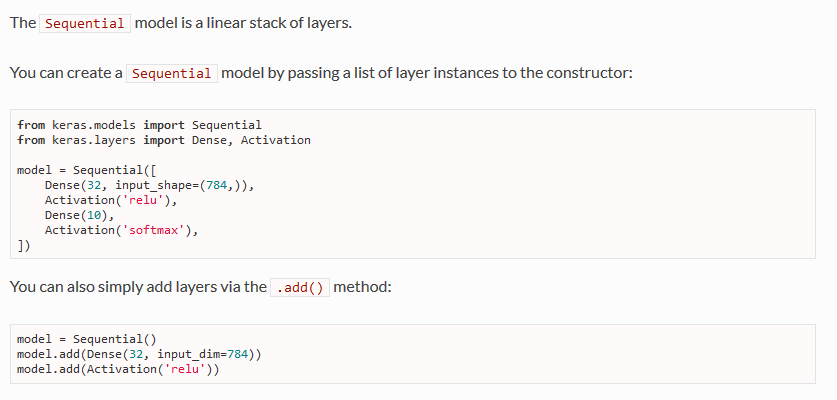 The Sequential model is a linear stack of layers.
You can create a Sequential model by passing a list of layer instances to the constructor:
from keras.models import Sequential
from keras.layers import Dense, Activation
model = Sequential([
    Dense(32, input_shape=(784,)),
    Activation('relu'),
    Dense(10),
    Activation('softmax'),
])
You can also simply add layers via the .add() method:
model = Sequential()
model.add(Dense(32, input_dim=784))
model.add(Activation('relu'))